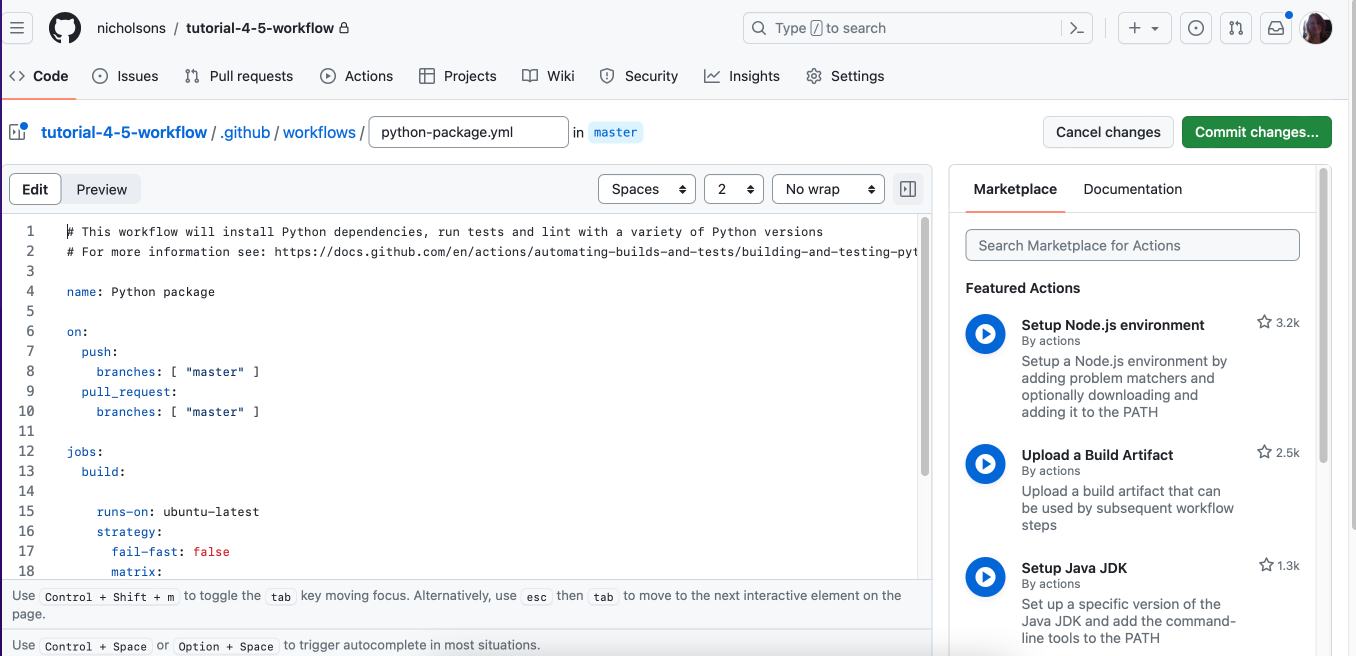 nicholsons / tutorial-4-5-workflow
Type / to search
Code
Issues
Pull requests
Actions
Projects
Wiki
Security
Insights
Settings
tutorial-4-5-workflow / .github / workflows / python-package.yml in master
Cancel changes
Commit changes...
Edit
Preview
Spaces
2
No wrap
1 # This workflow will install Python dependencies, run tests and lint with a variety of Python versions
2 # For more information see: https://docs.github.com/en/actions/automating-builds-and-tests/building-and-testing-pyt
3
4 name: Python package
5
6 on:
7   push:
8     branches: [ "master" ]
9   pull_request:
10     branches: [ "master" ]
11
12 jobs:
13   build:
14
15     runs-on: ubuntu-latest
16     strategy:
17       fail-fast: false
18       matrix:
Use Control + Shift + m to toggle the tab key moving focus. Alternatively, use esc then tab to move to the next interactive element on the
page.
Use Control + Space or Option + Space to trigger autocomplete in most situations.
Marketplace
Documentation
Search Marketplace for Actions
Featured Actions
Setup Node.js environment
3.2k
By actions
Setup a Node.js environment by
adding problem matchers and
optionally downloading and
adding it to the PATH
Upload a Build Artifact
2.5k
By actions
Upload a build artifact that can
be used by subsequent workflow
steps
Setup Java JDK
1.3k
By actions
Set up a specific version of the
Java JDK and add the command-
line tools to the PATH